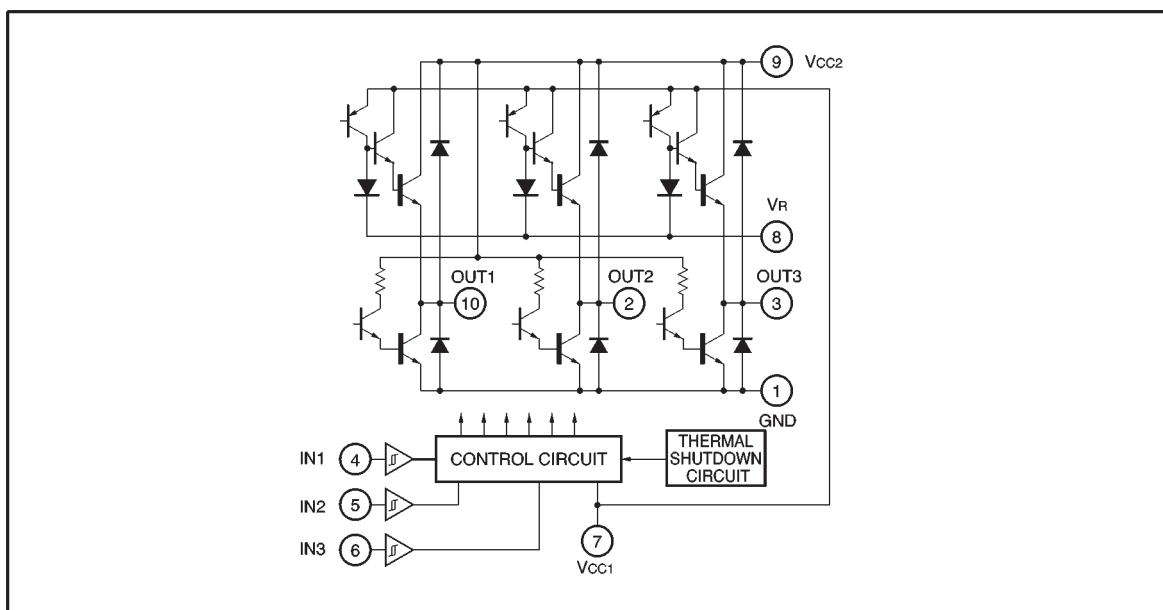 9 VCC2
VR
8
OUT1
10
OUT2
2
OUT3
3
1
GND
IN1 4
CONTROL CIRCUIT
THERMAL
SHUTDOWN
CIRCUIT
IN2 5
IN3 6
7
VCC1